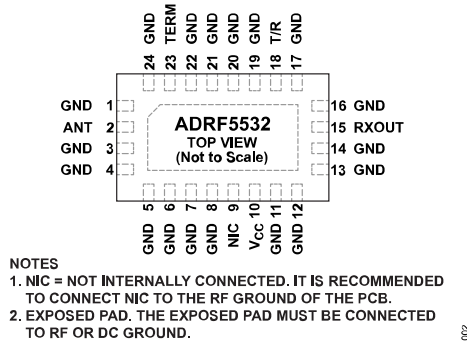 24 GND
23 TERM
22 GND
21 GND
20 GND
19 GND
18 T/R
17 GND
GND 1
ANT 2
GND 3
GND 4
ADRF5532
TOP VIEW
(Not to Scale)
16 GND
15 RXOUT
14 GND
13 GND
GND 5
GND 6
GND 7
GND 8
NIC 9
VCC 10
GND 11
GND 12
NOTES
1. NIC = NOT INTERNALLY CONNECTED. IT IS RECOMMENDED
TO CONNECT NIC TO THE RF GROUND OF THE PCB.
2. EXPOSED PAD. THE EXPOSED PAD MUST BE CONNECTED
TO RF OR DC GROUND.
002